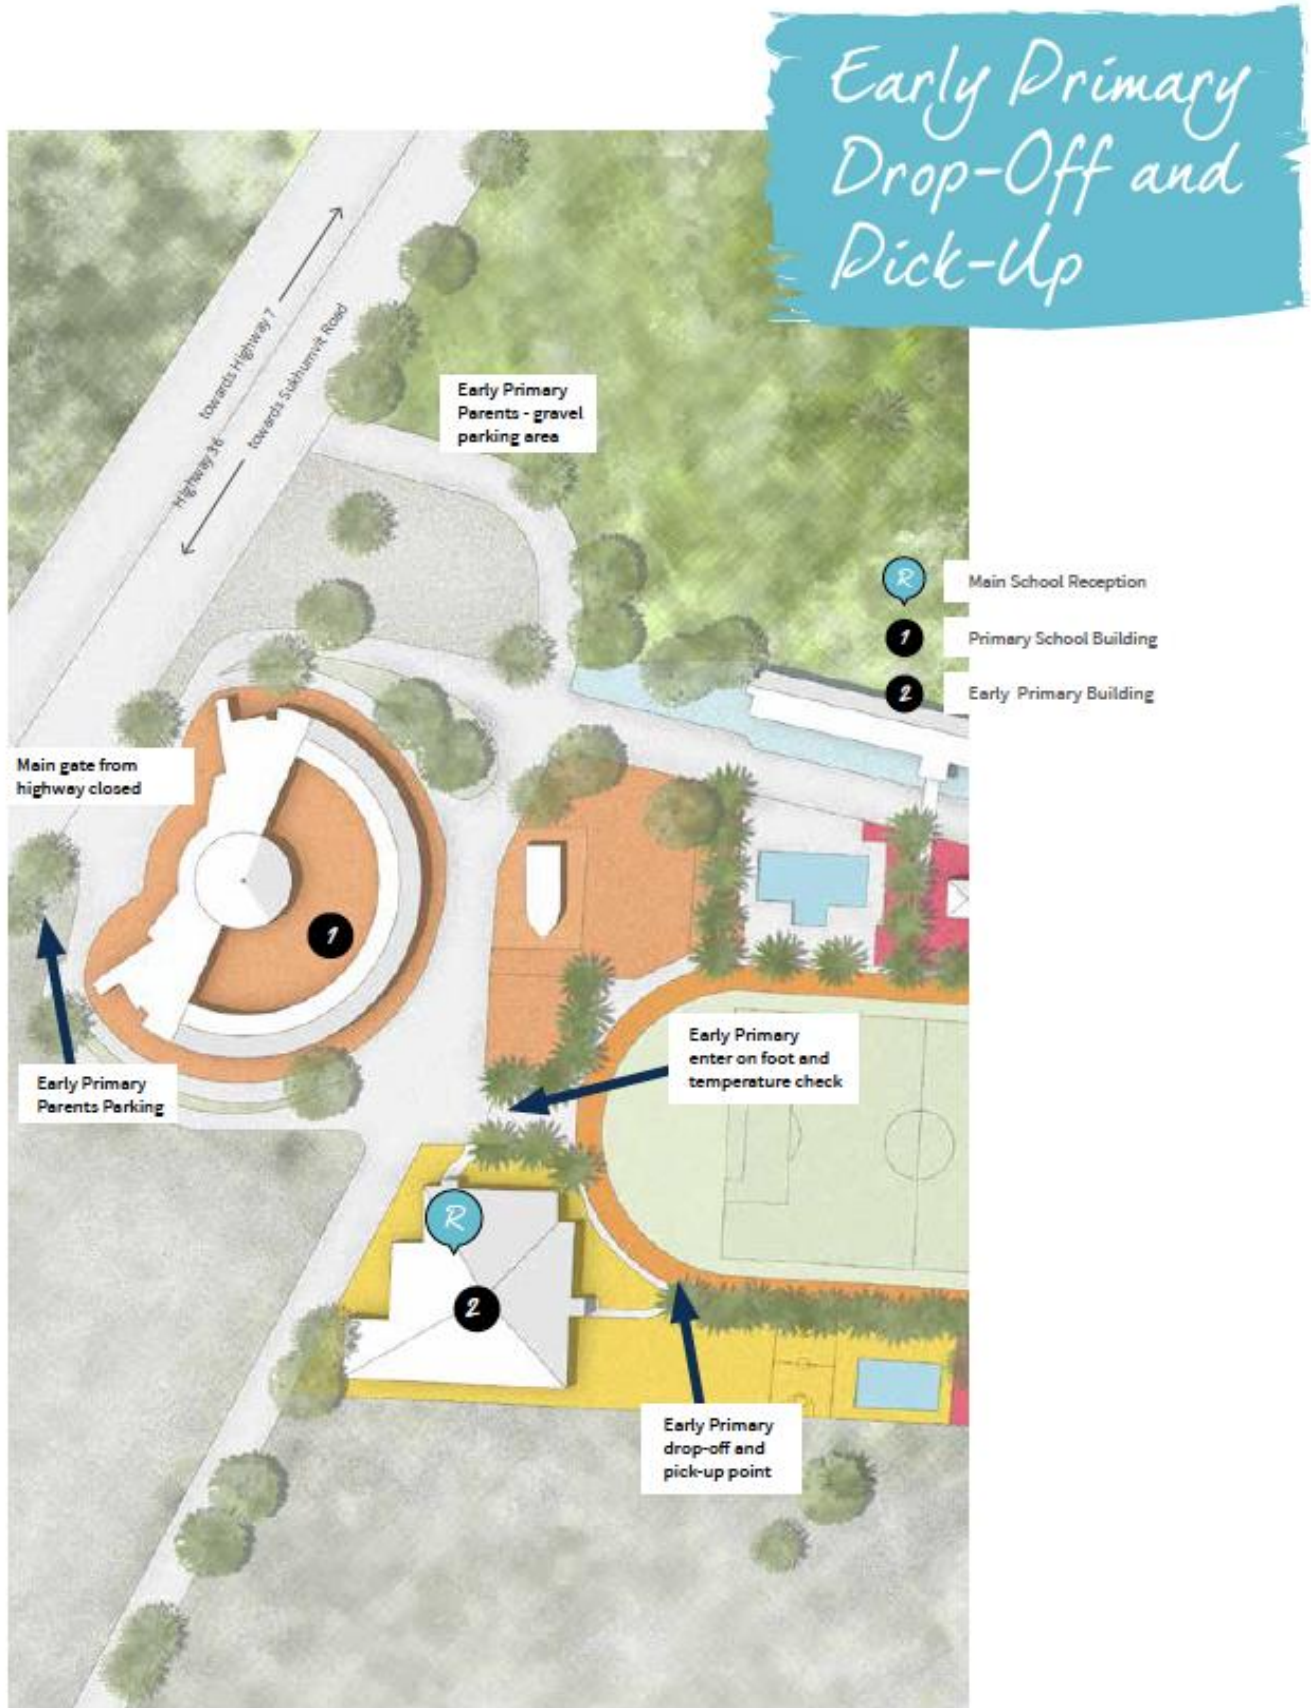 Early Primary
Drop-Off and
Pick-Up
towards Highway 7
Highway 36
towards Sukhumvit Road
Early Primary
Parents - gravel
parking area
R
Main School Reception
1
Primary School Building
2
Early Primary Building
Main gate from
highway closed
1
Early Primary
enter on foot and
temperature check
Early Primary
Parents Parking
R
2
Early Primary
drop-off and
pick-up point